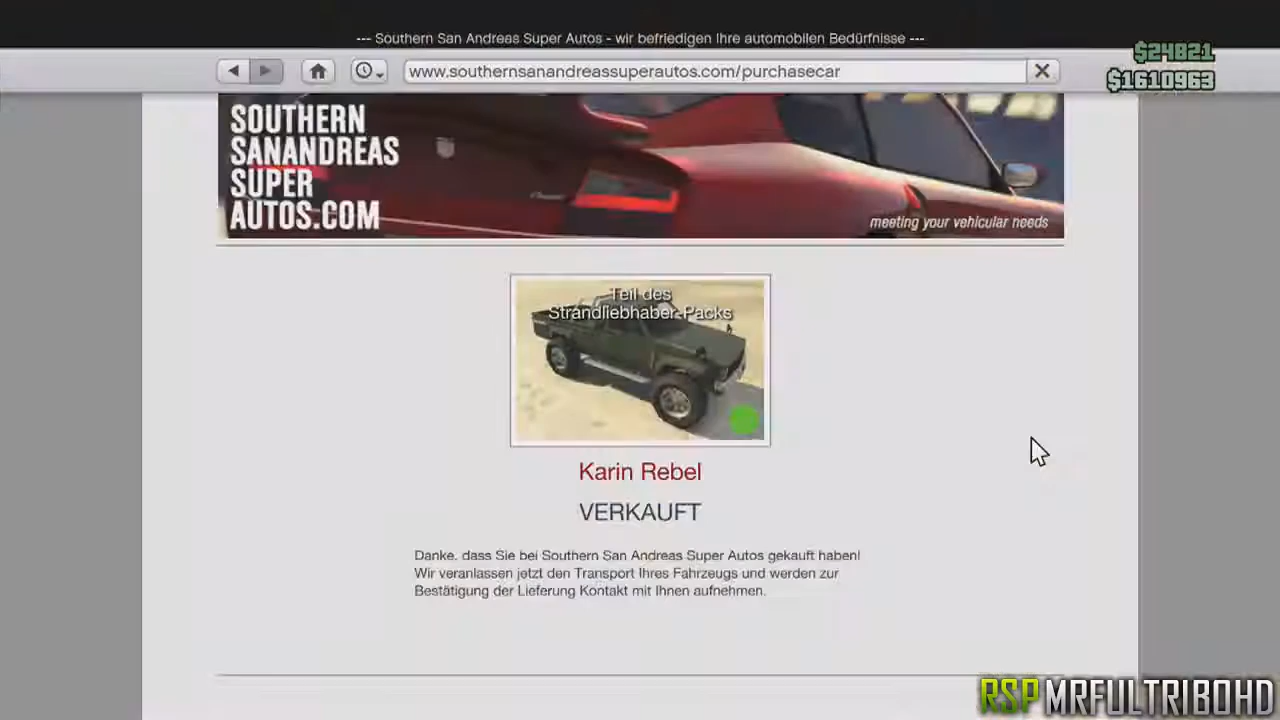 --- Southern San Andreas Super Autos - wir befriedigen Ihre automobilen Bedürfnisse ---
$24821
www.southernsanandreassuperautos.com/purchasecar
$1610963
SOUTHERN
SANANDREAS
SUPER
AUTOS.COM
meeting your vehicular needs
Teil des
Strandliebhaber-Packs
Karin Rebel
VERKAUFT
Danke, dass Sie bei Southern San Andreas Super Autos gekauft haben!
Wir veranlassen jetzt den Transport Ihres Fahrzeugs und werden zur
Bestätigung der Lieferung Kontakt mit Ihnen aufnehmen.
RSPMRFULTRIBOHD